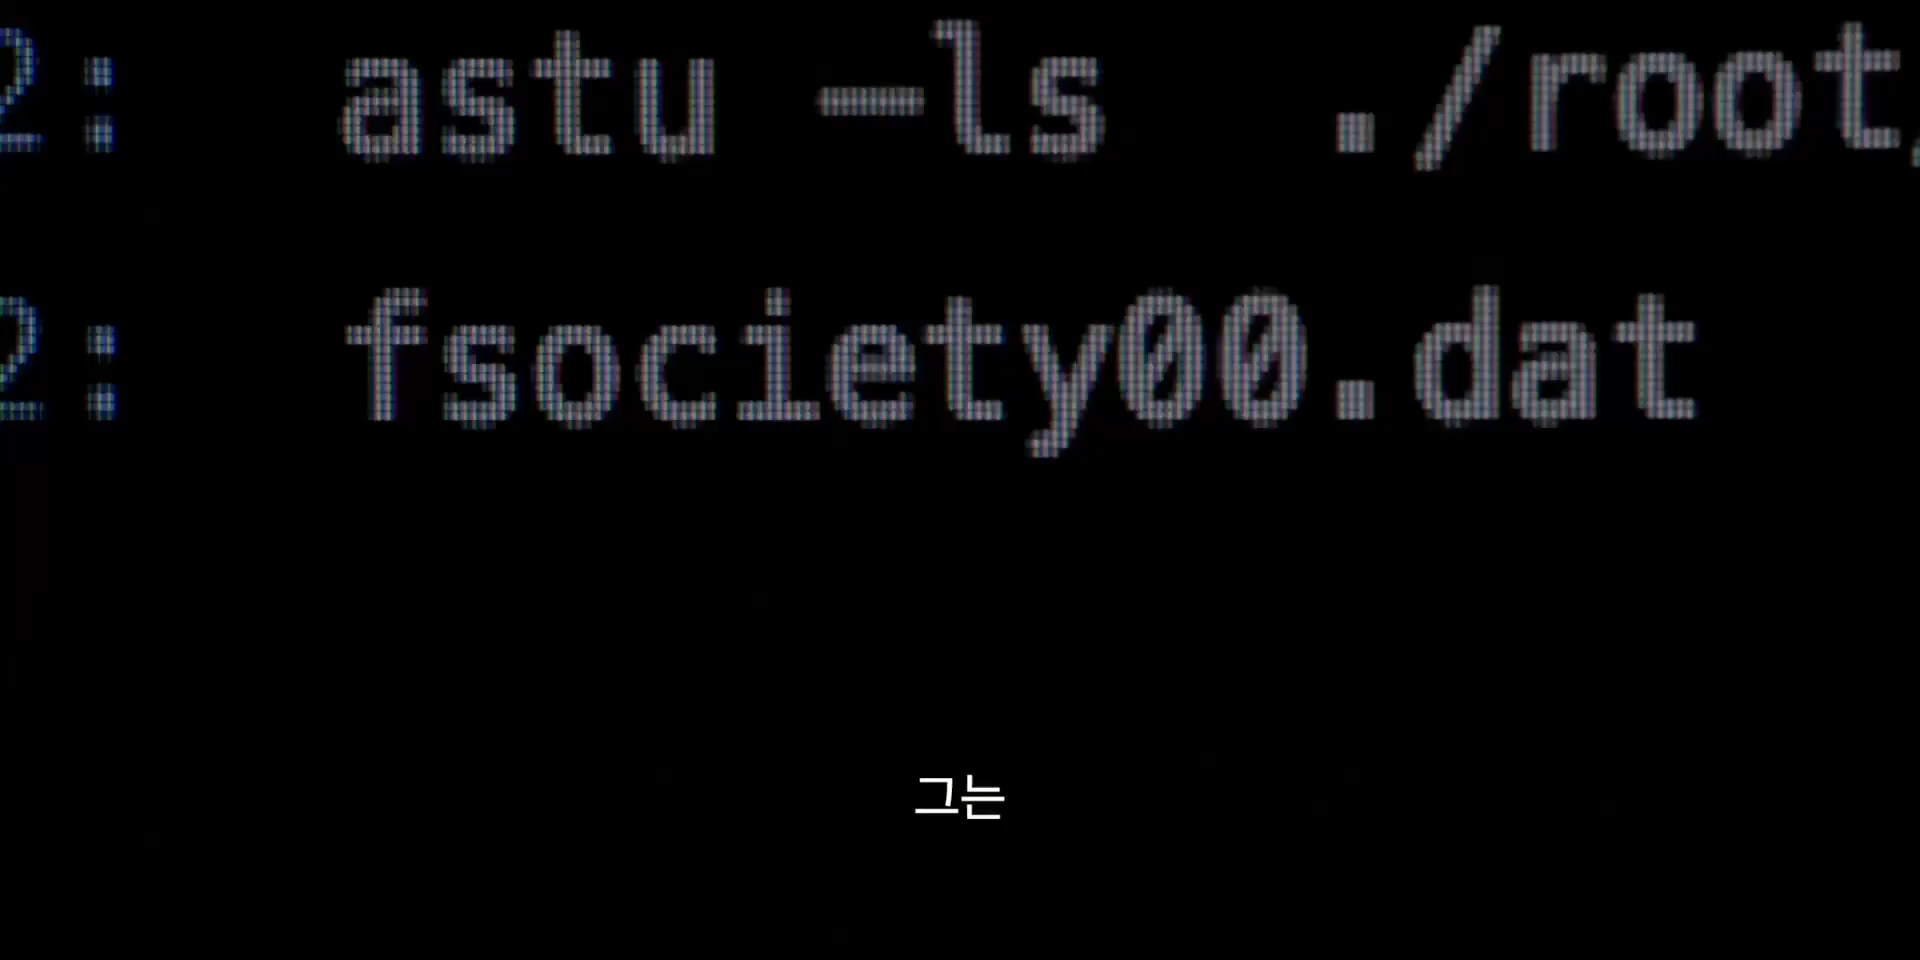 2: astu -ls ./root
2: fsociety00.dat
그는